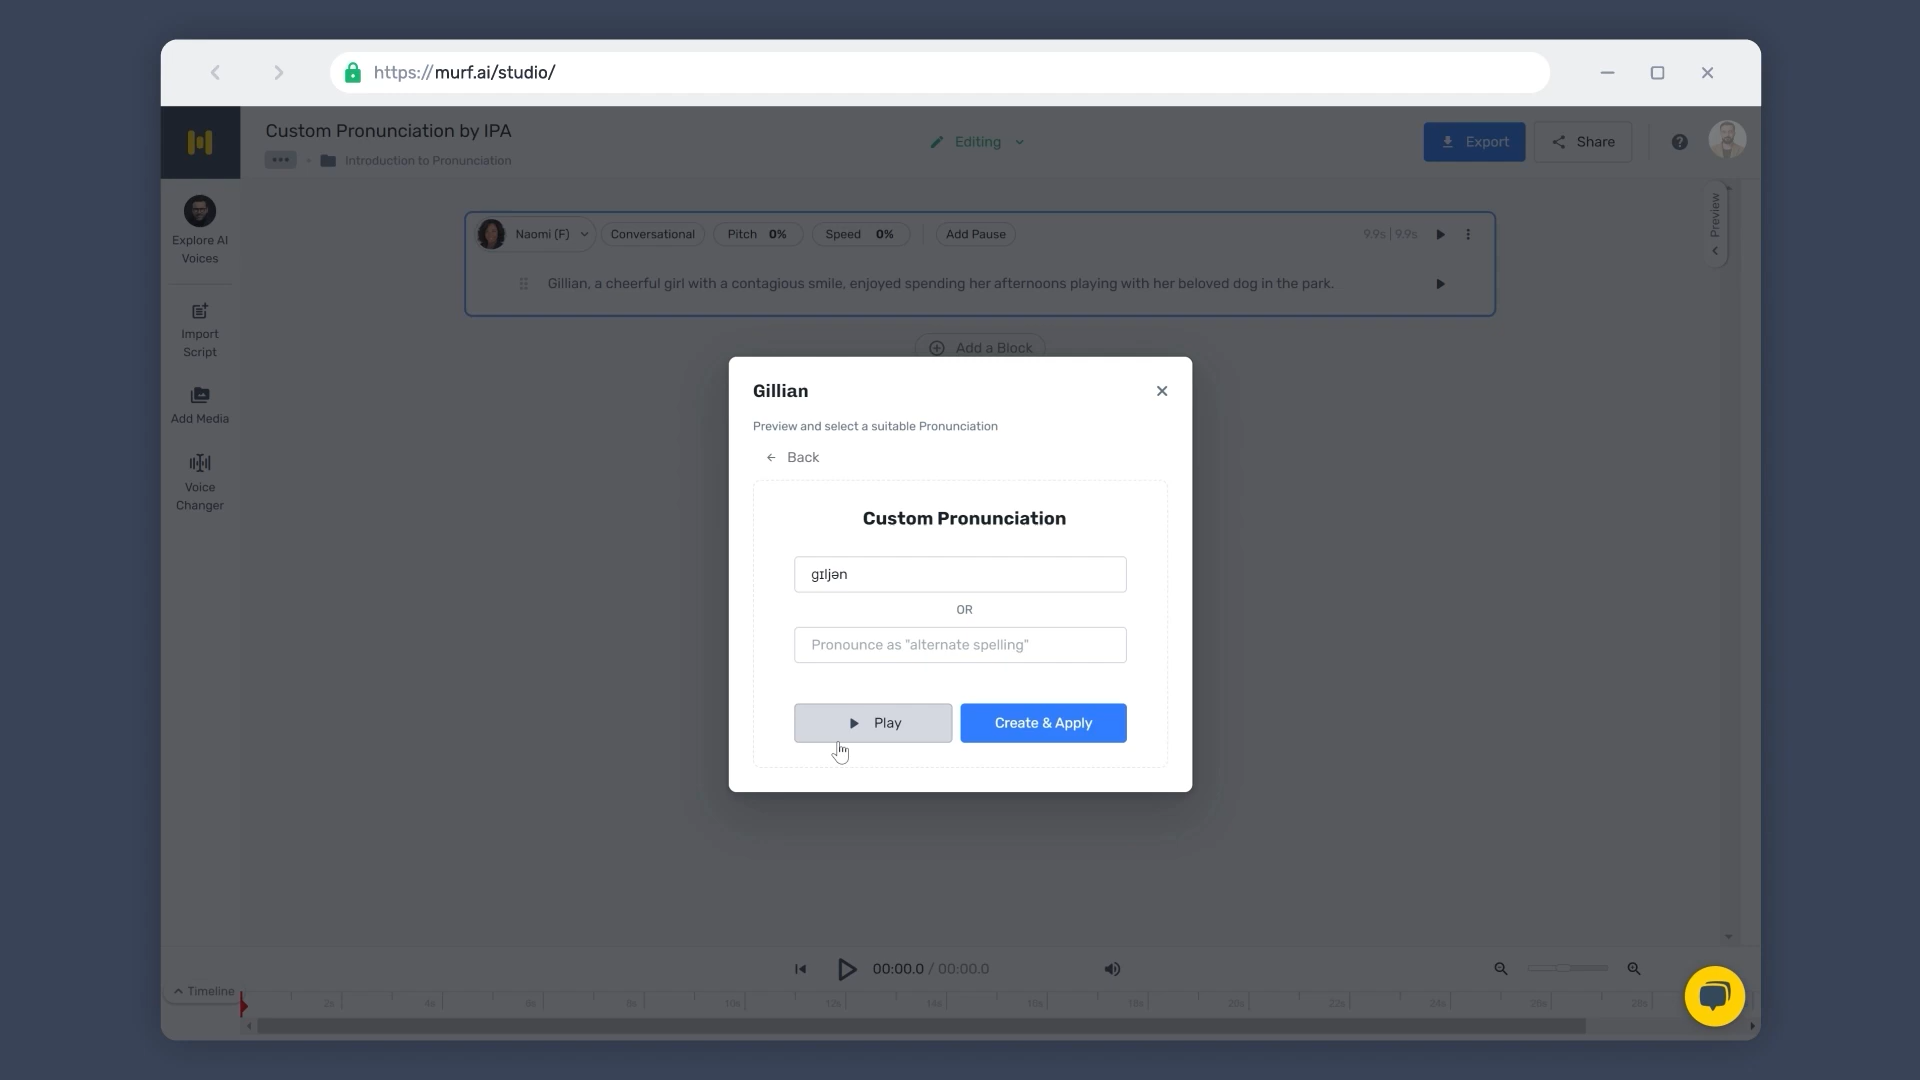 https://murf.ai/studio/
Custom Pronunciation by IPA
Introduction to Pronunciation
Editing
Export
Share
Preview
Explore AI
Voices
Import
Script
Add Media
Voice
Changer
Naomi (F)
Conversational
Pitch 0%
Speed 0%
Add Pause
9.9s | 9.9s
Gillian, a cheerful girl with a contagious smile, enjoyed spending her afternoons playing with her beloved dog in the park.
Add a Block
Gillian
Preview and select a suitable Pronunciation
Back
Custom Pronunciation
gɪljən
OR
Pronounce as "alternate spelling"
Play
Create & Apply
00:00.0 / 00:00.0
Timeline
2s 4s 6s 8s 10s 12s 14s 18s 20s 22s 24s 26s 28s